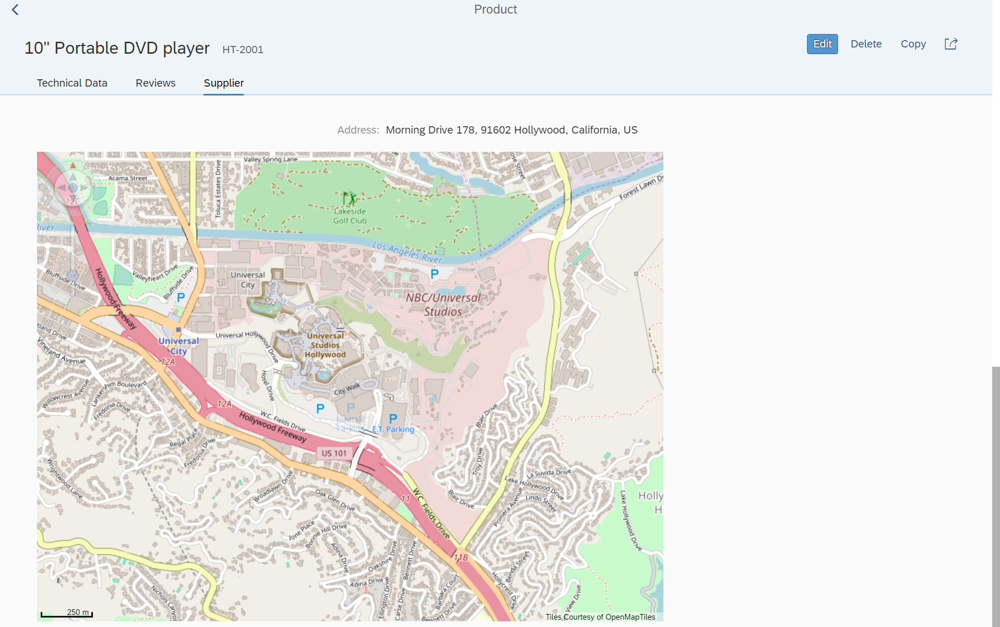 Product
10" Portable DVD player HT-2001
Edit Delete Copy
Technical Data Reviews Supplier
Address: Morning Drive 178, 91602 Hollywood, California, US
Valley Spring Lane
Acama Street
Toluca Estates Drive
Forest Lawn Dr
12C
Lakeside
Golf Club
River
Los Angeles River
Bluffside Drive
Valleyheart Drive
Bluffside Drive
Hollywood Freeway
Universal
City
P
P
NBC/Universal
Studios
Universal Hollywood Drive
Universal
Studios
Hollywood
Universal
City
12A
Vineland Avenue
Hotel Drive
City Walk
Lankershim Boulevard
Willowcrest Avenue
Fredonia Drive
12A
W.C. Fields Drive
Hollywood Freeway
P
P
Jurassic
Parking
P
E.T. Parking
Blair Drive
Regal Place
Fredonia Drive
US 101
Troy Drive
Wrightwood Lane
Broadlawn Drive
Oak Glen Drive
11
W.C. Fields Drive
Blair Drive
La Suvida Drive
Lake Hollywood Drive
Lindo Street
Primera Avenue
Lake Hollywood Drive
Holly
H
Ione Place
Bonnie Hill Drive
Adina Drive
Oakshire Drive
Bennett Drive
11B
Benda Street
Hollycrest Drive
Adina Drive
Ellington Drive
Carse Drive
Barbara Court
Bennett Drive
View Drive
Nichols Canyo
250 m
Tiles Courtesy of OpenMapTiles